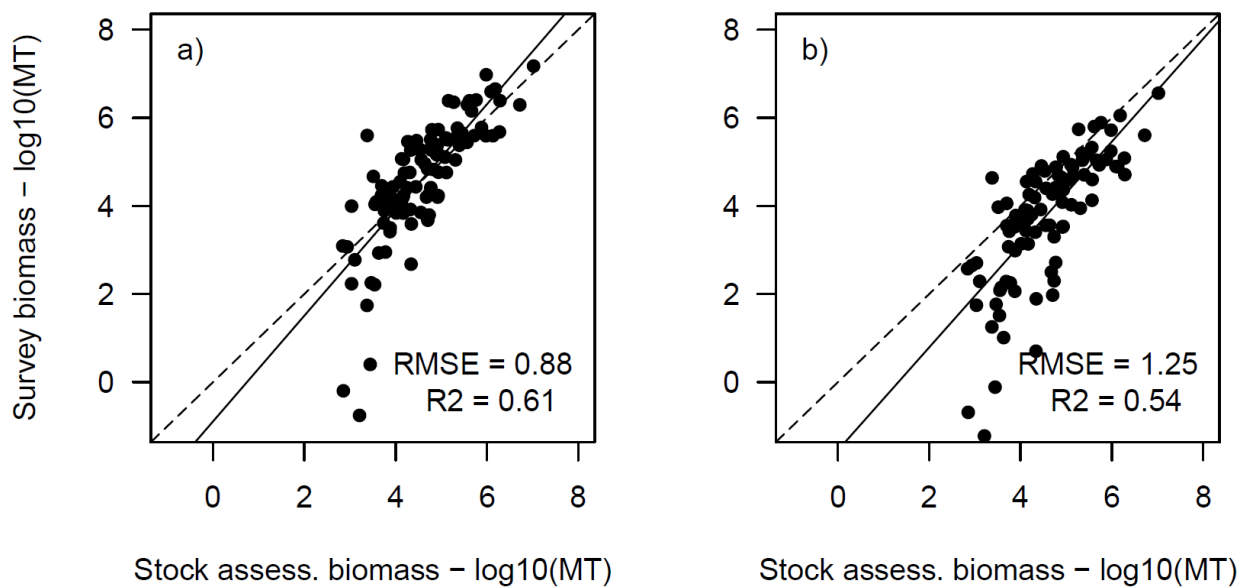 Survey biomass − log10(MT)
a)
8
6
4
2
0
RMSE = 0.88
R2 = 0.61
0 2 4 6 8
Stock assess. biomass − log10(MT)
b)
8
6
4
2
0
RMSE = 1.25
R2 = 0.54
0 2 4 6 8
Stock assess. biomass − log10(MT)